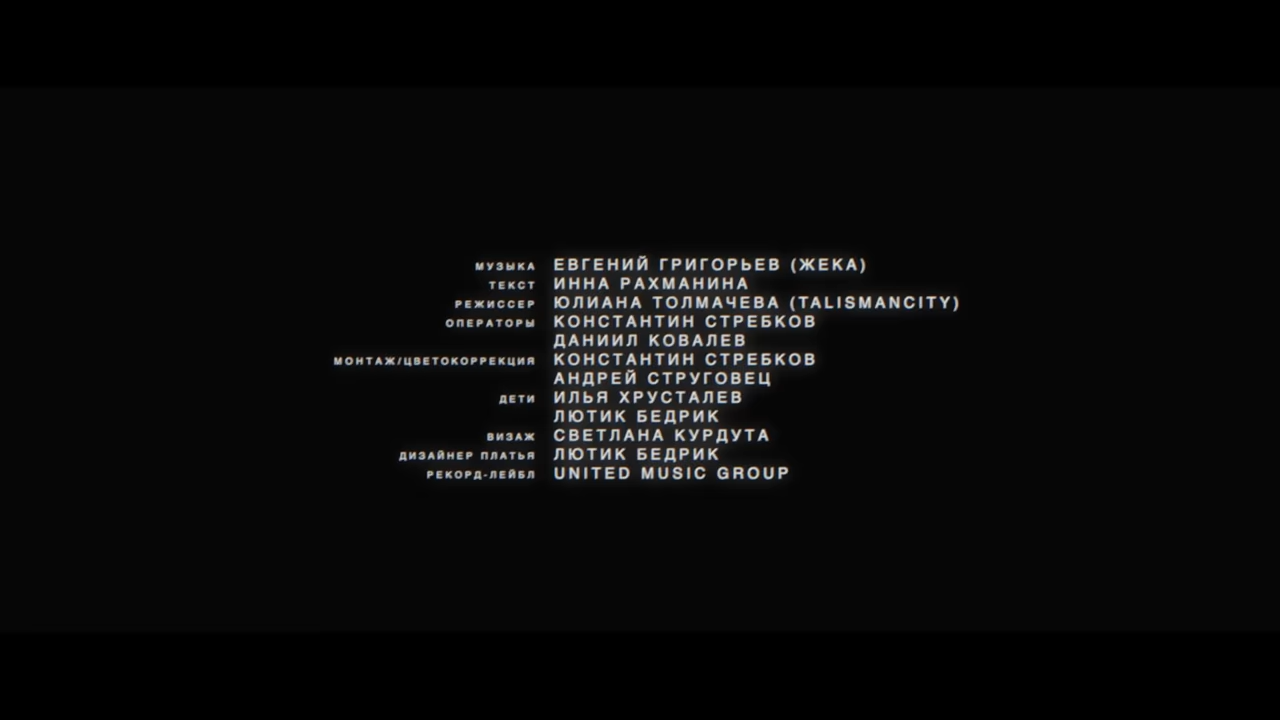 МУЗЫКА ЕВГЕНИЙ ГРИГОРЬЕВ (ЖЕКА)
ТЕКСТ ИННА РАХМАНИНА
РЕЖИССЕР ЮЛИАНА ТОЛМАЧЕВА (TALISMANCITY)
ОПЕРАТОРЫ КОНСТАНТИН СТРЕБКОВ
ДАНИИЛ КОВАЛЕВ
МОНТАЖ/ЦВЕТОКОРРЕКЦИЯ КОНСТАНТИН СТРЕБКОВ
АНДРЕЙ СТРУГОВЕЦ
ДЕТИ ИЛЬЯ ХРУСТАЛЕВ
ЛЮТИК БЕДРИК
ВИЗАЖ СВЕТЛАНА КУРДУТА
ДИЗАЙНЕР ПЛАТЬЯ ЛЮТИК БЕДРИК
РЕКОРД-ЛЕЙБЛ UNITED MUSIC GROUP